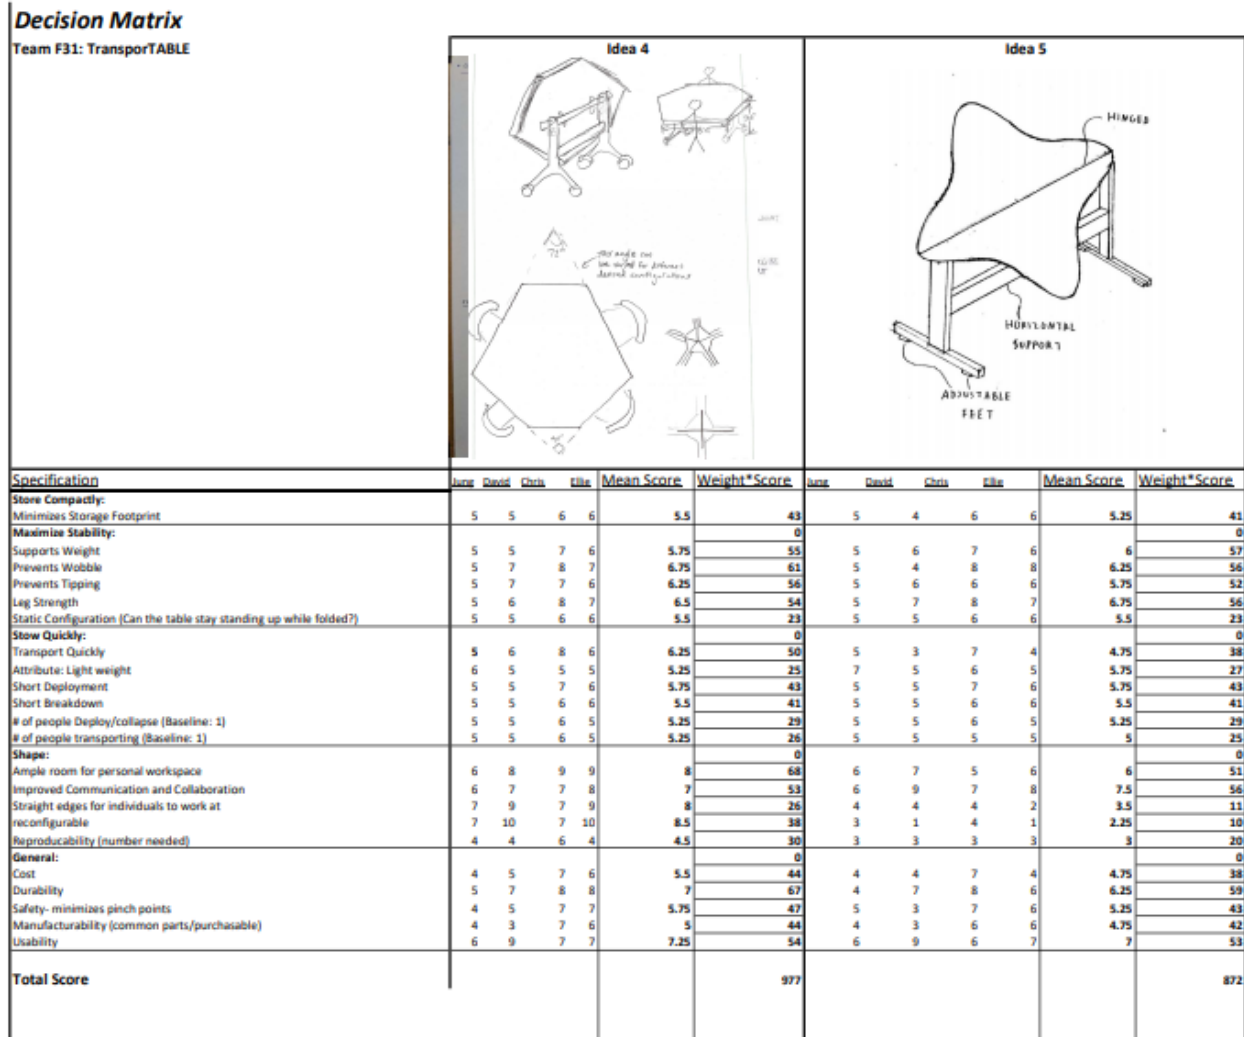 Decision Matrix
Team F31: TransporTABLE
Idea 4
Idea 5
HINGED
72°
this angle can
be varied for different
desired configurations
HORIZONTAL
SUPPORT
ADJUSTABLE
FEET
Specification Jung David Chris Ellie Mean Score Weight*Score Jung David Chris Ellie Mean Score Weight*Score
Store Compactly:
Minimizes Storage Footprint 5 5 6 6 5.5 43 5 4 6 6 5.25 41
Maximize Stability: 0 0
Supports Weight 5 5 7 6 5.75 55 5 6 7 6 6 57
Prevents Wobble 5 7 8 7 6.75 61 5 4 8 8 6.25 56
Prevents Tipping 5 7 7 6 6.25 56 5 6 6 6 5.75 52
Leg Strength 5 6 8 7 6.5 54 5 7 8 7 6.75 56
Static Configuration (Can the table stay standing up while folded?) 5 5 6 6 5.5 23 5 5 6 6 5.5 23
Stow Quickly: 0 0
Transport Quickly 5 6 8 6 6.25 50 5 3 7 4 4.75 38
Attribute: Light weight 6 5 5 5 5.25 25 7 5 6 5 5.75 27
Short Deployment 5 5 7 6 5.75 43 5 5 7 6 5.75 43
Short Breakdown 5 5 6 6 5.5 41 5 5 6 6 5.5 41
# of people Deploy/collapse (Baseline: 1) 5 5 6 5 5.25 29 5 5 6 5 5.25 29
# of people transporting (Baseline: 1) 5 5 6 5 5.25 26 5 5 5 5 5 25
Shape: 0 0
Ample room for personal workspace 6 8 9 9 8 68 6 7 5 6 6 51
Improved Communication and Collaboration 6 7 7 8 7 53 6 9 7 8 7.5 56
Straight edges for individuals to work at 7 9 7 9 8 26 4 4 4 2 3.5 11
reconfigurable 7 10 7 10 8.5 38 3 1 4 1 2.25 10
Reproducability (number needed) 4 4 6 4 4.5 30 3 3 3 3 3 20
General: 0 0
Cost 4 5 7 6 5.5 44 4 4 7 4 4.75 38
Durability 5 7 8 8 7 67 4 7 8 6 6.25 59
Safety- minimizes pinch points 4 5 7 7 5.75 47 5 3 7 6 5.25 43
Manufacturability (common parts/purchasable) 4 3 7 6 5 44 4 3 6 6 4.75 42
Usability 6 9 7 7 7.25 54 6 9 6 7 7 53
Total Score 977 872